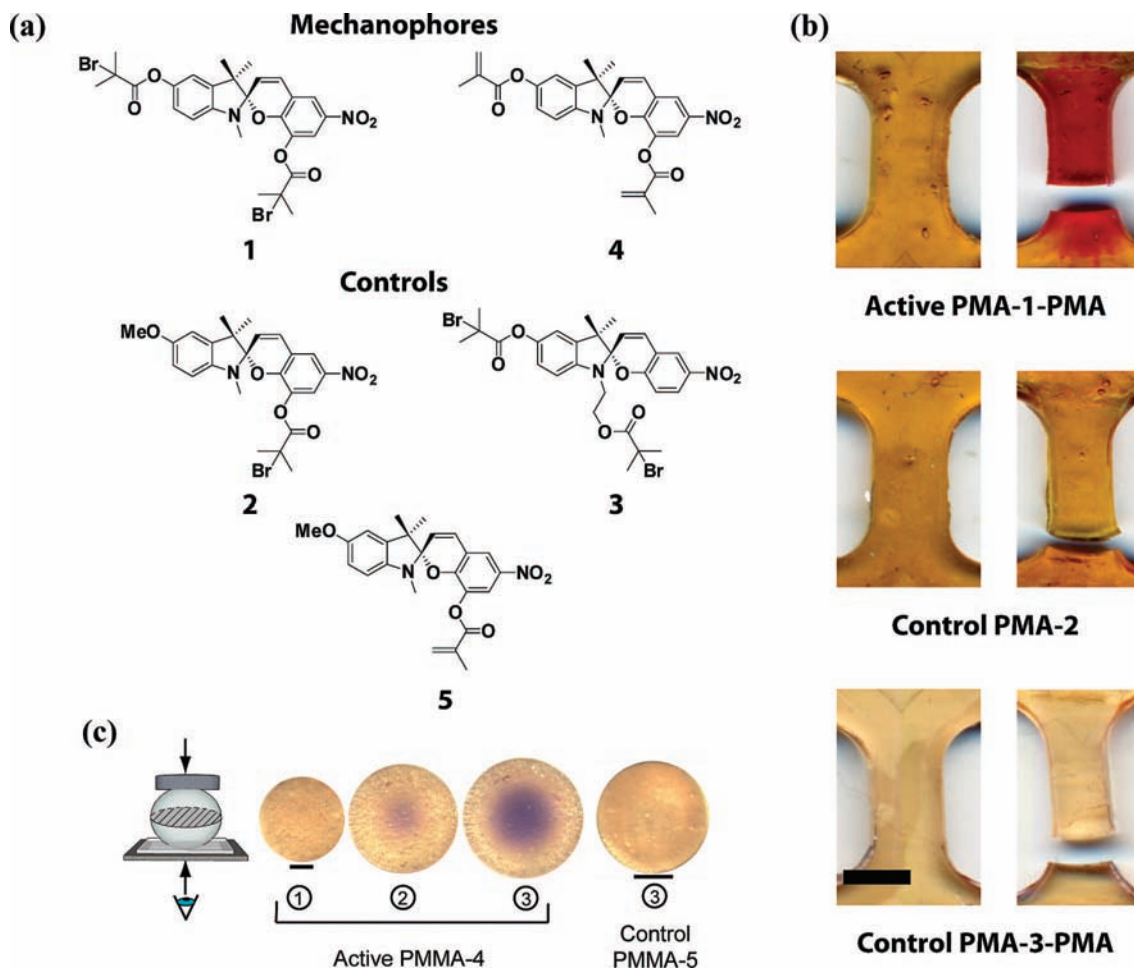 (a)
Mechanophores
Br
O
O
N
O
NO2
O
O
Br
1
O
O
N
O
NO2
O
O
4
Controls
MeO
N
O
NO2
O
O
Br
2
Br
O
O
N
O
NO2
O
O
Br
3
MeO
N
O
NO2
O
O
5
(b)
Active PMA-1-PMA
Control PMA-2
Control PMA-3-PMA
(c)
① ② ③ ③
Active PMMA-4
Control
PMMA-5